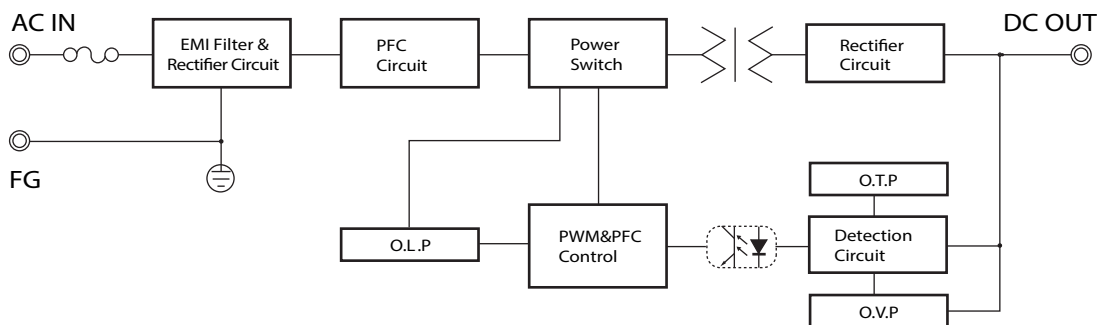 AC IN
DC OUT
EMI Filter &
Rectifier Circuit
PFC
Circuit
Power
Switch
Rectifier
Circuit
FG
O.T.P
O.L.P
PWM&PFC
Control
Detection
Circuit
O.V.P